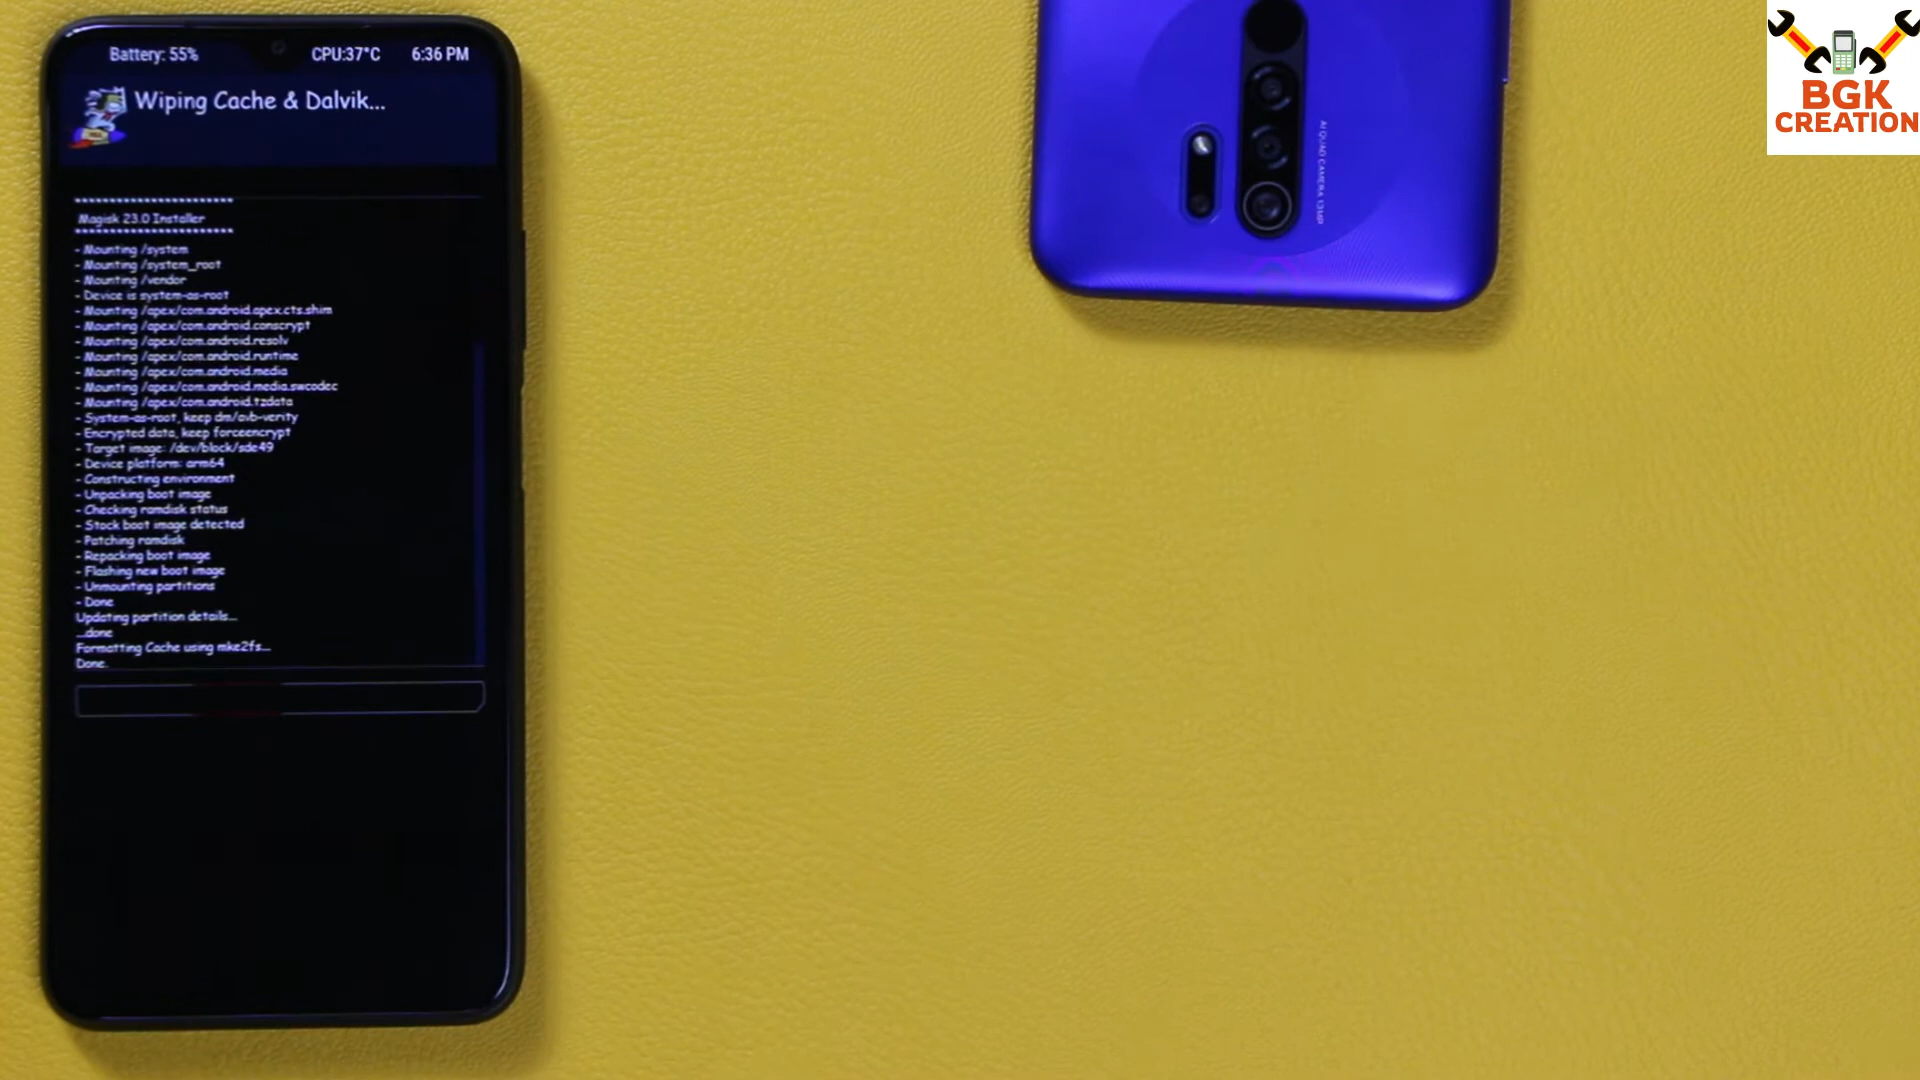 Battery: 55% CPU:37°C 6:36 PM
Wiping Cache & Dalvik...
***********************
Magisk 23.0 Installer
***********************
- Mounting /system
- Mounting /system_root
- Mounting /vendor
- Device is system-as-root
- Mounting /apex/com.android.apex.cts.shim
- Mounting /apex/com.android.conscrypt
- Mounting /apex/com.android.resolv
- Mounting /apex/com.android.runtime
- Mounting /apex/com.android.media
- Mounting /apex/com.android.media.swcodec
- Mounting /apex/com.android.tzdata
- System-as-root, keep dm/avb-verity
- Encrypted data, keep forceencrypt
- Target image: /dev/block/sde49
- Device platform: arm64
- Constructing environment
- Unpacking boot image
- Checking ramdisk status
- Stock boot image detected
- Patching ramdisk
- Repacking boot image
- Flashing new boot image
- Unmounting partitions
- Done
Updating partition details...
...done
Formatting Cache using mke2fs...
Done.
AI QUAD CAMERA 13MP
BGK
CREATION